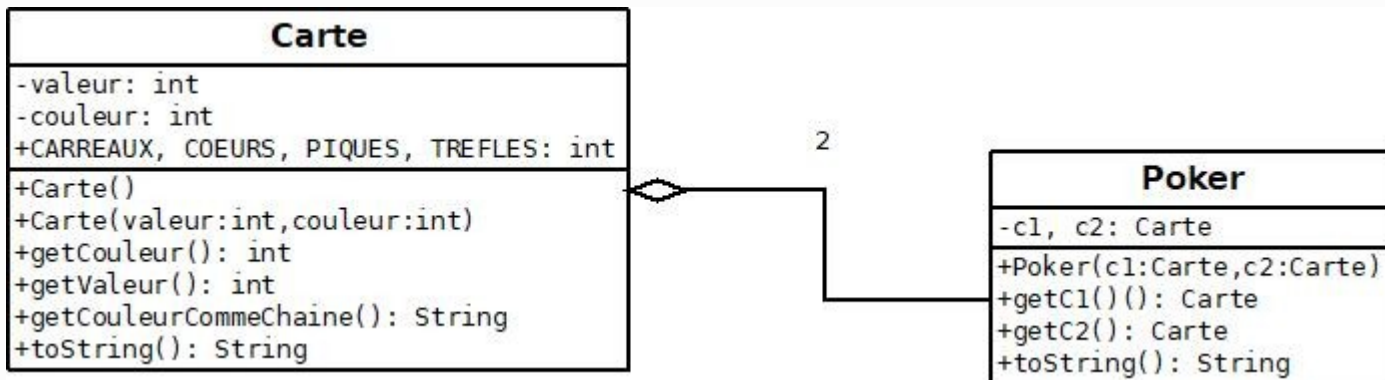 Carte
-valeur: int
-couleur: int
+CARREAUX, COEURS, PIQUES, TREFLES: int
+Carte()
+Carte(valeur:int,couleur:int)
+getCouleur(): int
+getValeur(): int
+getCouleurCommeChaine(): String
+toString(): String
2
Poker
-c1, c2: Carte
+Poker(c1:Carte,c2:Carte)
+getC1()(): Carte
+getC2(): Carte
+toString(): String